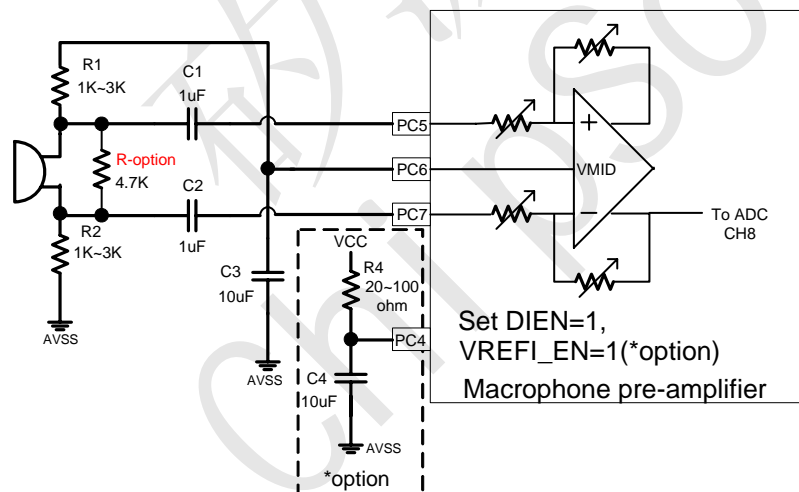 R1
1K~3K
C1
1uF
R-option
4.7K
C2
1uF
R2
1K~3K
AVSS
C3
10uF
AVSS
VCC
R4
20~100
ohm
C4
10uF
AVSS
*option
PC5
PC6
PC7
PC4
+
VMID
−
To ADC
CH8
Set DIEN=1,
VREFI_EN=1(*option)
Macrophone pre-amplifier